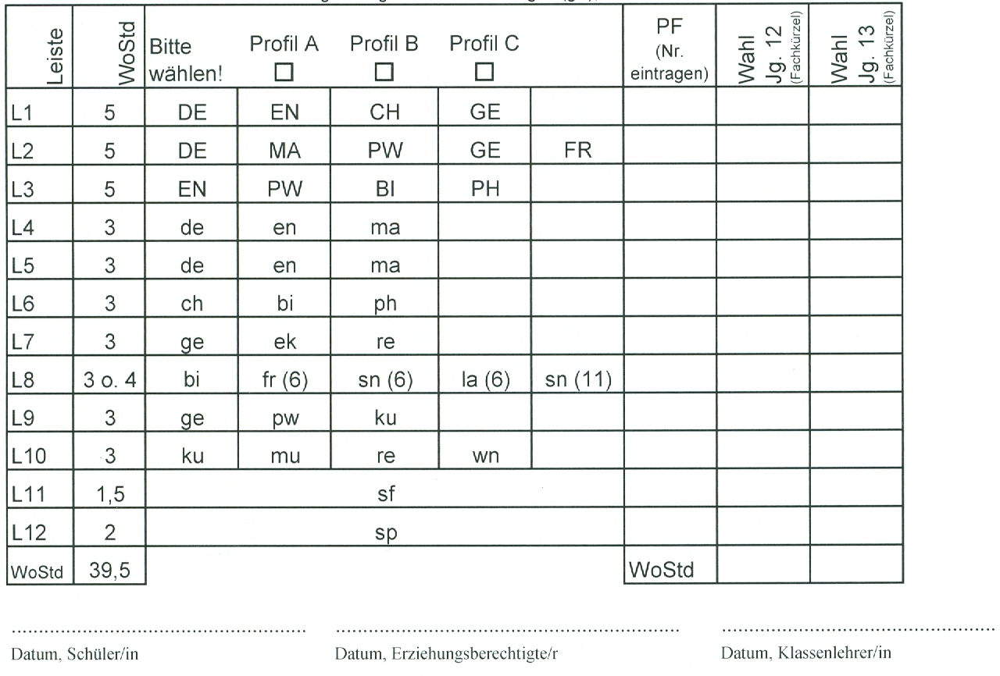 Leiste WoStd Bitte wählen! Profil A Profil B Profil C PF (Nr. eintragen) Wahl Jg. 12 (Fachkürzel) Wahl Jg. 13 (Fachkürzel)
L1 5 DE EN CH GE
L2 5 DE MA PW GE FR
L3 5 EN PW BI PH
L4 3 de en ma
L5 3 de en ma
L6 3 ch bi ph
L7 3 ge ek re
L8 3 o. 4 bi fr (6) sn (6) la (6) sn (11)
L9 3 ge pw ku
L10 3 ku mu re wn
L11 1,5 sf
L12 2 sp
WoStd 39,5 WoStd
Datum, Schüler/in Datum, Erziehungsberechtigte/r Datum, Klassenlehrer/in